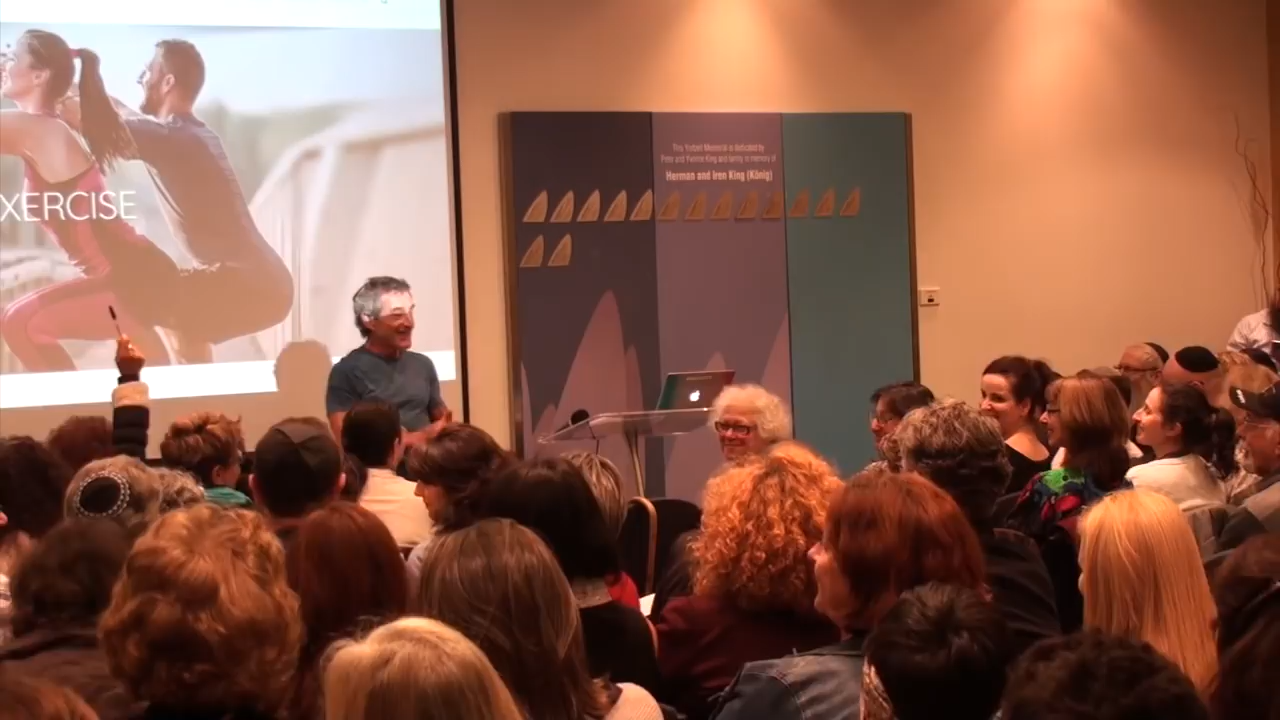 XERCISE
This Yortzeit Memorial is dedicated by
Peter and Yvonne King and family in memory of
Herman and Iren King (König)